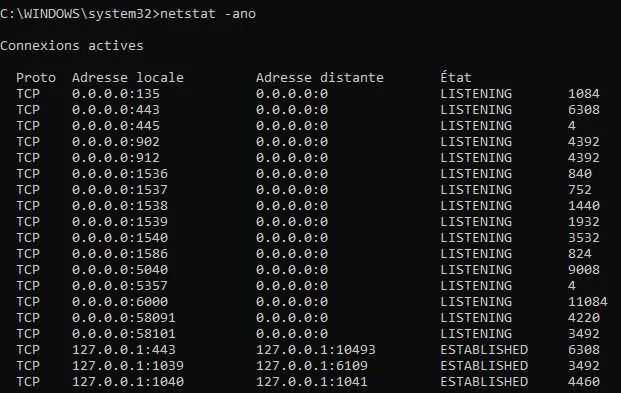 C:\WINDOWS\system32>netstat -ano
Connexions actives
Proto Adresse locale Adresse distante État
TCP 0.0.0.0:135 0.0.0.0:0 LISTENING 1084
TCP 0.0.0.0:443 0.0.0.0:0 LISTENING 6308
TCP 0.0.0.0:445 0.0.0.0:0 LISTENING 4
TCP 0.0.0.0:902 0.0.0.0:0 LISTENING 4392
TCP 0.0.0.0:912 0.0.0.0:0 LISTENING 4392
TCP 0.0.0.0:1536 0.0.0.0:0 LISTENING 840
TCP 0.0.0.0:1537 0.0.0.0:0 LISTENING 752
TCP 0.0.0.0:1538 0.0.0.0:0 LISTENING 1440
TCP 0.0.0.0:1539 0.0.0.0:0 LISTENING 1932
TCP 0.0.0.0:1540 0.0.0.0:0 LISTENING 3532
TCP 0.0.0.0:1586 0.0.0.0:0 LISTENING 824
TCP 0.0.0.0:5040 0.0.0.0:0 LISTENING 9008
TCP 0.0.0.0:5357 0.0.0.0:0 LISTENING 4
TCP 0.0.0.0:6000 0.0.0.0:0 LISTENING 11084
TCP 0.0.0.0:58091 0.0.0.0:0 LISTENING 4220
TCP 0.0.0.0:58101 0.0.0.0:0 LISTENING 3492
TCP 127.0.0.1:443 127.0.0.1:10493 ESTABLISHED 6308
TCP 127.0.0.1:1039 127.0.0.1:6109 ESTABLISHED 3492
TCP 127.0.0.1:1040 127.0.0.1:1041 ESTABLISHED 4460